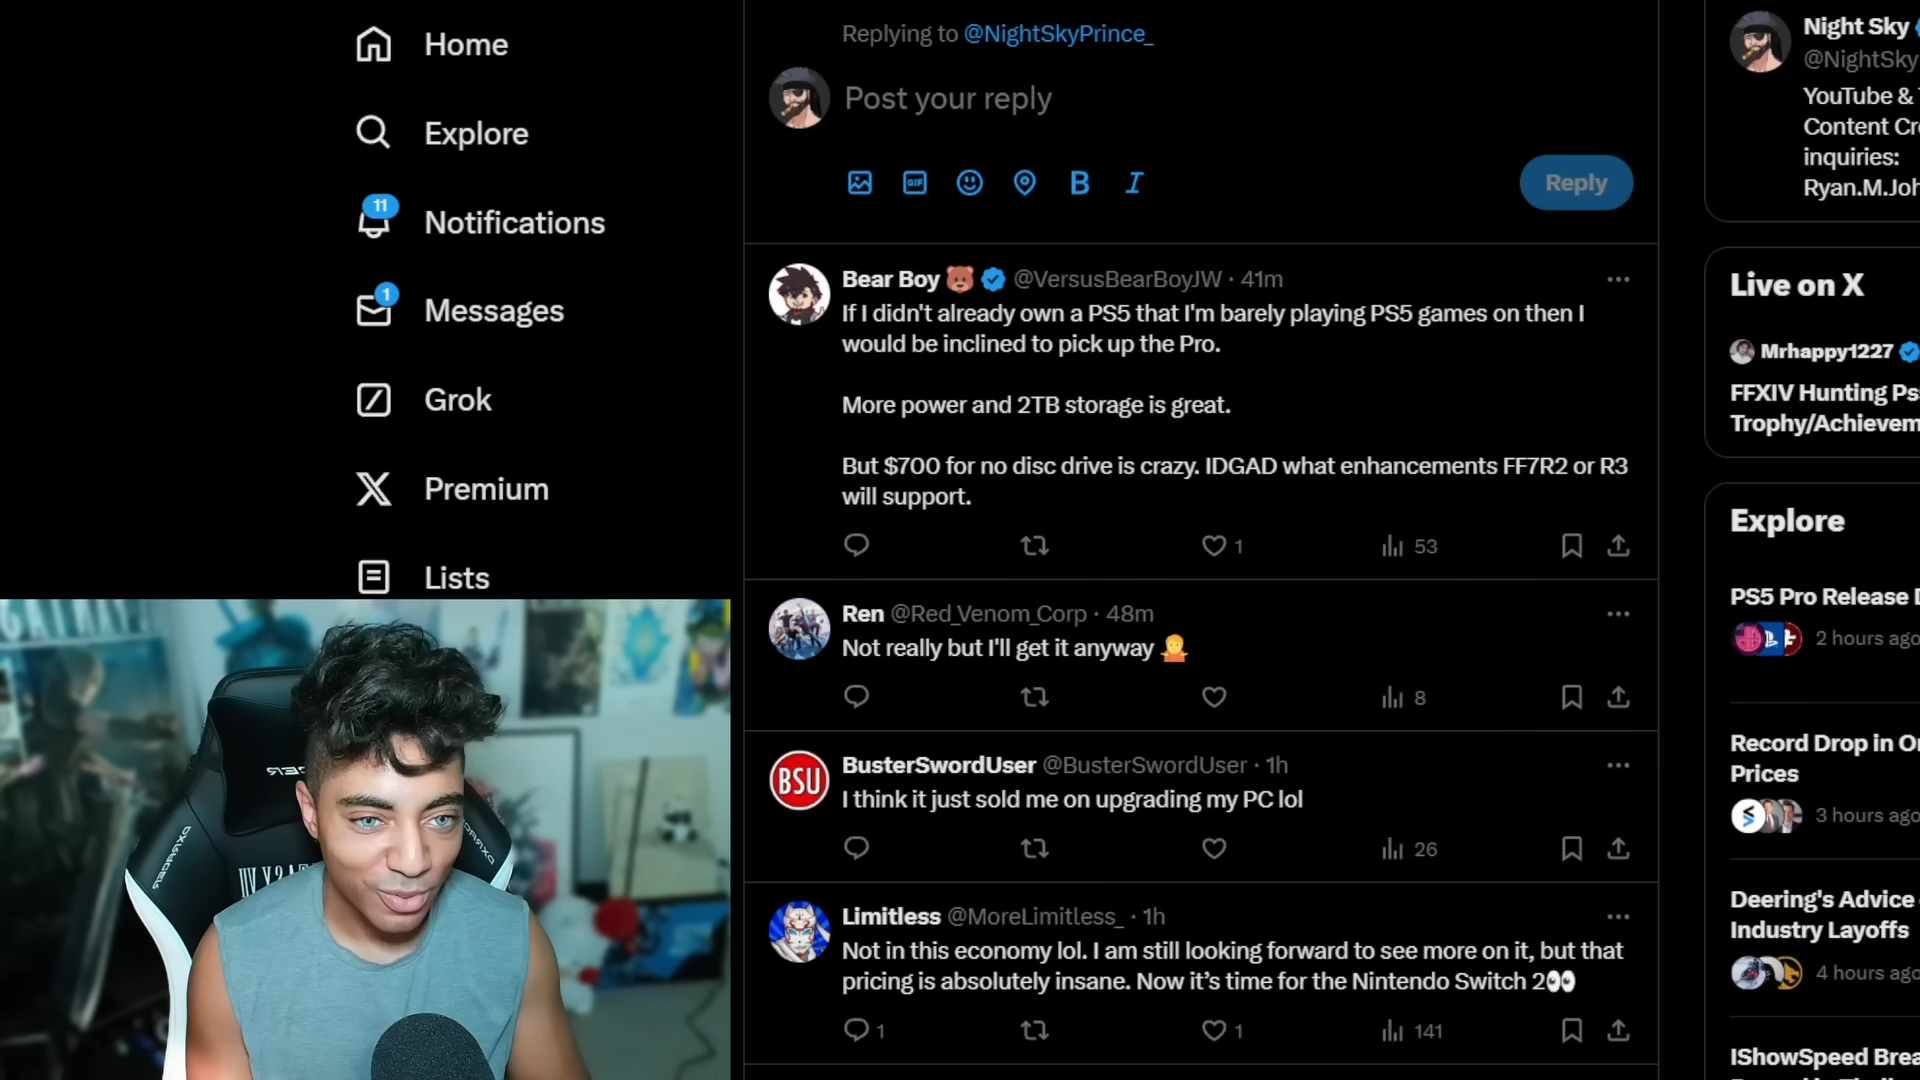 Home
Explore
11
Notifications
1
Messages
Grok
Premium
Lists
Replying to @NightSkyPrince_
Post your reply
GIF
B I
Reply
Bear Boy 🐻 @VersusBearBoyJW · 41m
If I didn't already own a PS5 that I'm barely playing PS5 games on then I
would be inclined to pick up the Pro.
More power and 2TB storage is great.
But $700 for no disc drive is crazy. IDGAD what enhancements FF7R2 or R3
will support.
1 53
Ren @Red_Venom_Corp · 48m
Not really but I'll get it anyway 🤷
8
BSU
BusterSwordUser @BusterSwordUser · 1h
I think it just sold me on upgrading my PC lol
26
Limitless @MoreLimitless_ · 1h
Not in this economy lol. I am still looking forward to see more on it, but that
pricing is absolutely insane. Now it’s time for the Nintendo Switch 2👀
1 1 141
Night Sky
@NightSky
YouTube &
Content Cr
inquiries:
Ryan.M.Joh
Live on X
Mrhappy1227
FFXIV Hunting Ps
Trophy/Achievem
Explore
PS5 Pro Release D
2 hours ago
Record Drop in O
Prices
3 hours ago
Deering's Advice
Industry Layoffs
4 hours ago
IShowSpeed Brea
DXRACER
DXRACER